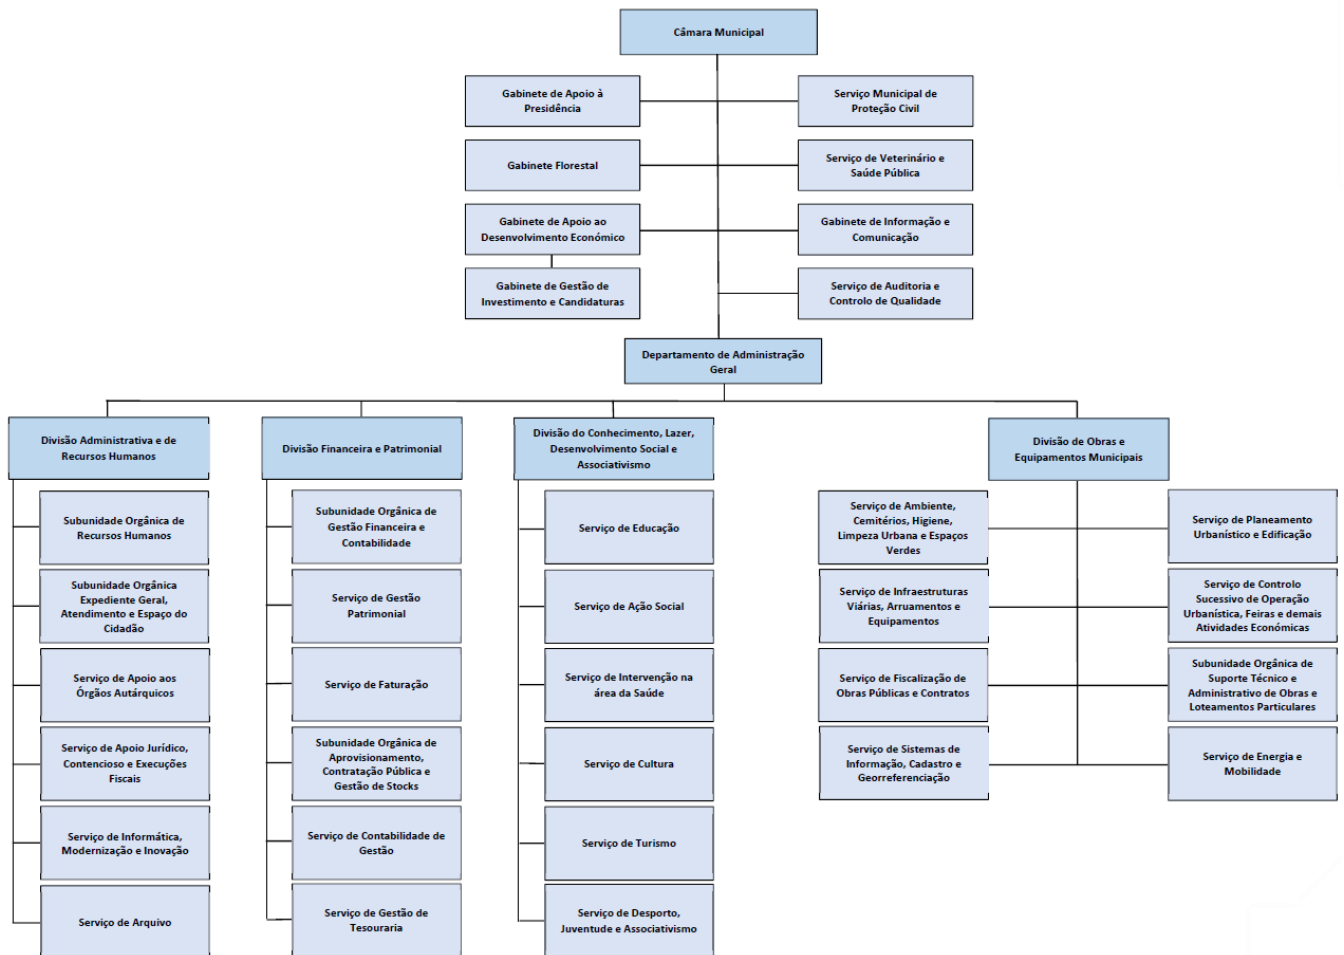 Câmara Municipal
Gabinete de Apoio à
Presidência
Serviço Municipal de
Proteção Civil
Gabinete Florestal
Serviço de Veterinário e
Saúde Pública
Gabinete de Apoio ao
Desenvolvimento Económico
Gabinete de Informação e
Comunicação
Gabinete de Gestão de
Investimento e Candidaturas
Serviço de Auditoria e
Controlo de Qualidade
Departamento de Administração
Geral
Divisão Administrativa e de
Recursos Humanos
Subunidade Orgânica de
Recursos Humanos
Subunidade Orgânica
Expediente Geral,
Atendimento e Espaço do
Cidadão
Serviço de Apoio aos
Órgãos Autárquicos
Serviço de Apoio Jurídico,
Contencioso e Execuções
Fiscais
Serviço de Informática,
Modernização e Inovação
Serviço de Arquivo
Divisão Financeira e Patrimonial
Subunidade Orgânica de
Gestão Financeira e
Contabilidade
Serviço de Gestão
Patrimonial
Serviço de Faturação
Subunidade Orgânica de
Aprovisionamento,
Contratação Pública e
Gestão de Stocks
Serviço de Contabilidade de
Gestão
Serviço de Gestão de
Tesouraria
Divisão do Conhecimento, Lazer,
Desenvolvimento Social e
Associativismo
Serviço de Educação
Serviço de Ação Social
Serviço de Intervenção na
área da Saúde
Serviço de Cultura
Serviço de Turismo
Serviço de Desporto,
Juventude e Associativismo
Divisão de Obras e
Equipamentos Municipais
Serviço de Ambiente,
Cemitérios, Higiene,
Limpeza Urbana e Espaços
Verdes
Serviço de Infraestruturas
Viárias, Arruamentos e
Equipamentos
Serviço de Fiscalização de
Obras Públicas e Contratos
Serviço de Sistemas de
Informação, Cadastro e
Georreferenciação
Serviço de Planeamento
Urbanístico e Edificação
Serviço de Controlo
Sucessivo de Operação
Urbanística, Feiras e demais
Atividades Económicas
Subunidade Orgânica de
Suporte Técnico e
Administrativo de Obras e
Loteamentos Particulares
Serviço de Energia e
Mobilidade